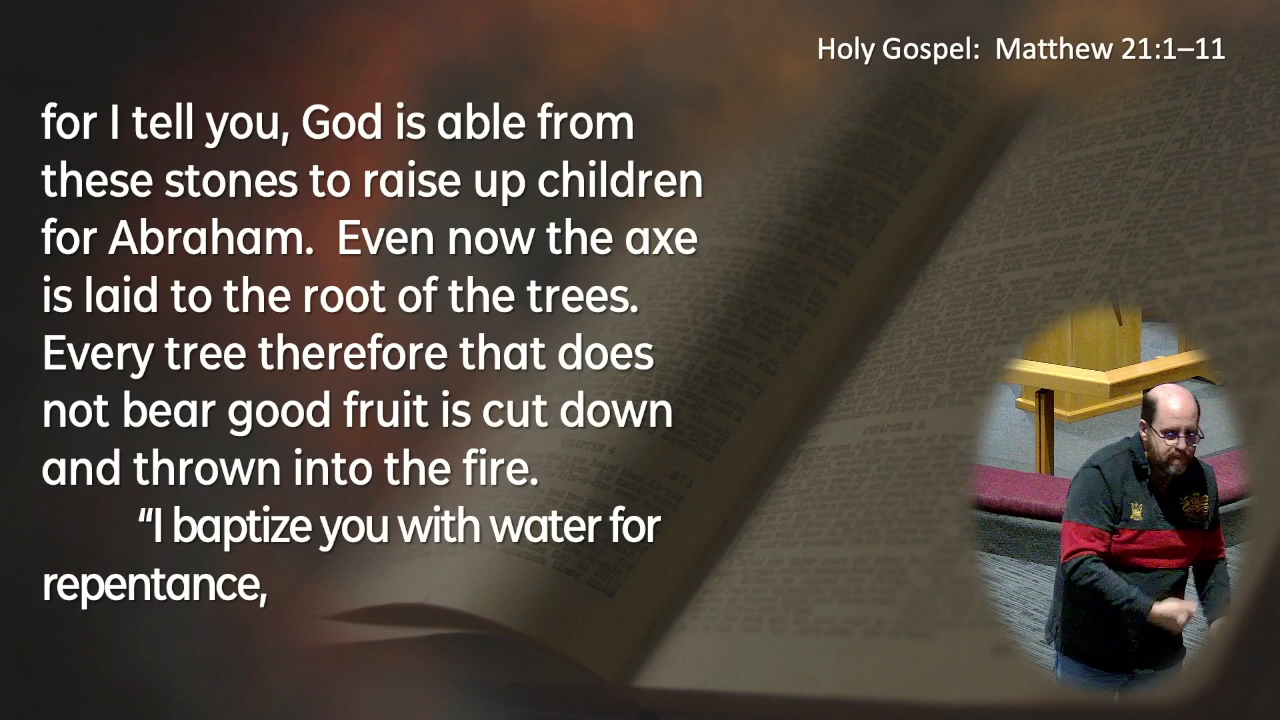 Holy Gospel:  Matthew 21:1–11
for I tell you, God is able from
these stones to raise up children
for Abraham.  Even now the axe
is laid to the root of the trees.
Every tree therefore that does
not bear good fruit is cut down
and thrown into the fire.
“I baptize you with water for
repentance,